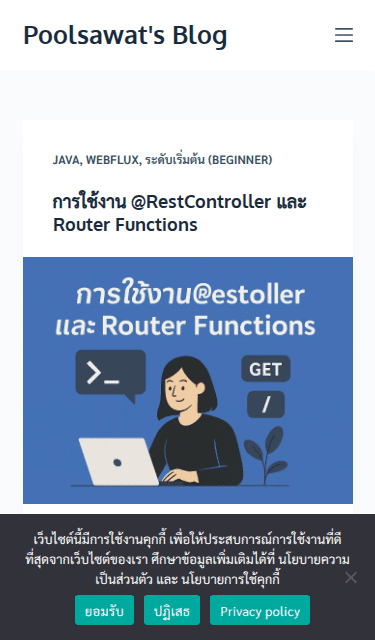 Poolsawat's Blog
JAVA, WEBFLUX, ระดับเริ่มต้น (BEGINNER)
การใช้งาน @RestController และ
Router Functions
การใช้งาน@estoller
และ Router Functions
>_
GET
/
เว็บไซต์นี้มีการใช้งานคุกกี้ เพื่อให้ประสบการณ์การใช้งานที่ดี
ที่สุดจากเว็บไซต์ของเรา ศึกษาข้อมูลเพิ่มเติมได้ที่ นโยบายความ
เป็นส่วนตัว และ นโยบายการใช้คุกกี้
ยอมรับ
ปฏิเสธ
Privacy policy